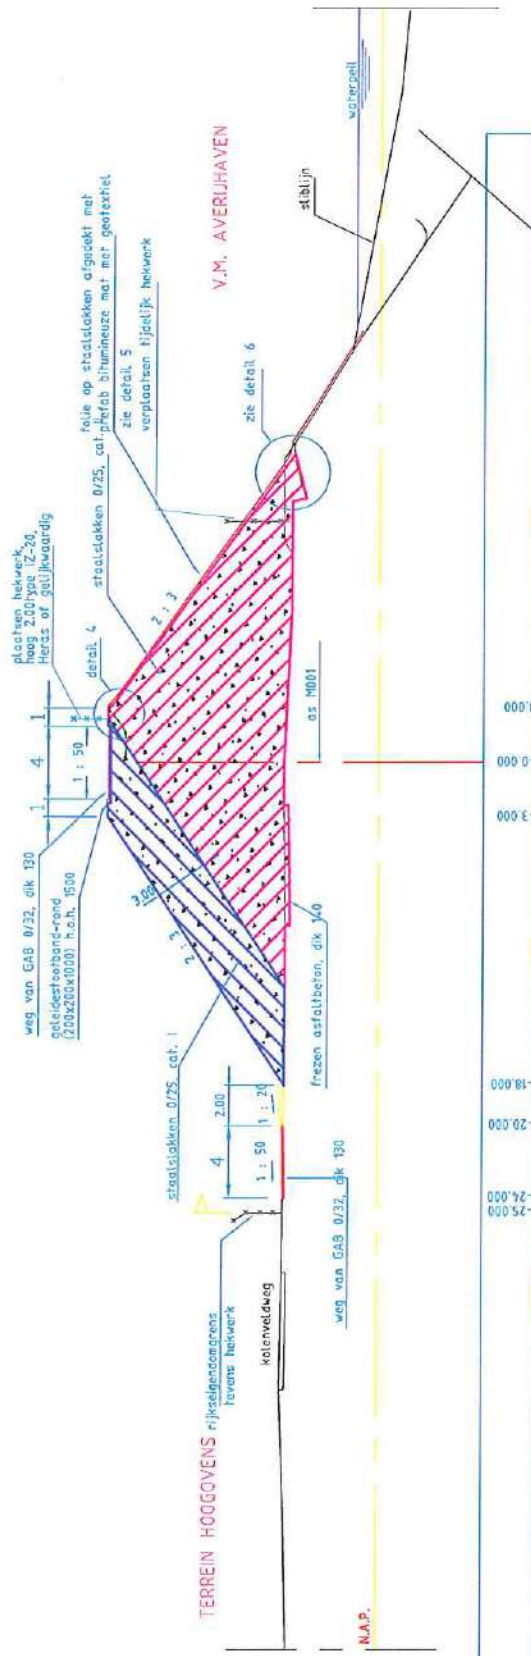 TERREIN HOOGOVENS
rijkseigendomgrens
tevens hekwerk
kolenveldweg
N.A.P.
weg van GAB 0/32, dik 130
geleidestootband-rond
(200x200x1000) h.o.h. 1500
plaatsen hekwerk,
hoog 2.00 type IZ-20,
Heras of gelijkwaardig
1
4
1
1 : 50
detail 4
staalslakken 0/25, cat. II
folie op staalslakken afgedekt met
prefab bitumineuze mat met geotextiel
zie detail 5
verplaatsen tijdelijk hekwerk
V.M. AVERIJHAVEN
zie detail 6
2 : 3
3.00
2 : 3
staalslakken 0/25, cat. I
4
2.00
1 : 50
1 : 20
weg van GAB 0/32, dik 130
frezen asfaltbeton, dik 140
as M001
sliblijn
waterpeil
-25.000
-24.000
-20.000
-18.000
-3.000